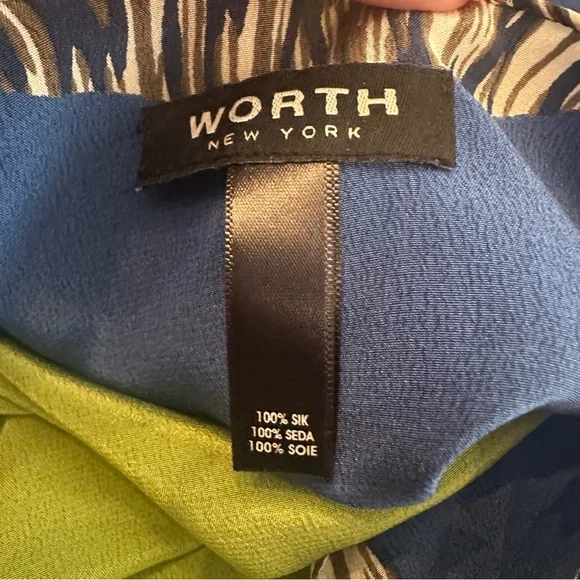 WORTH
NEW YORK
100% SIK
100% SEDA
100% SOIE